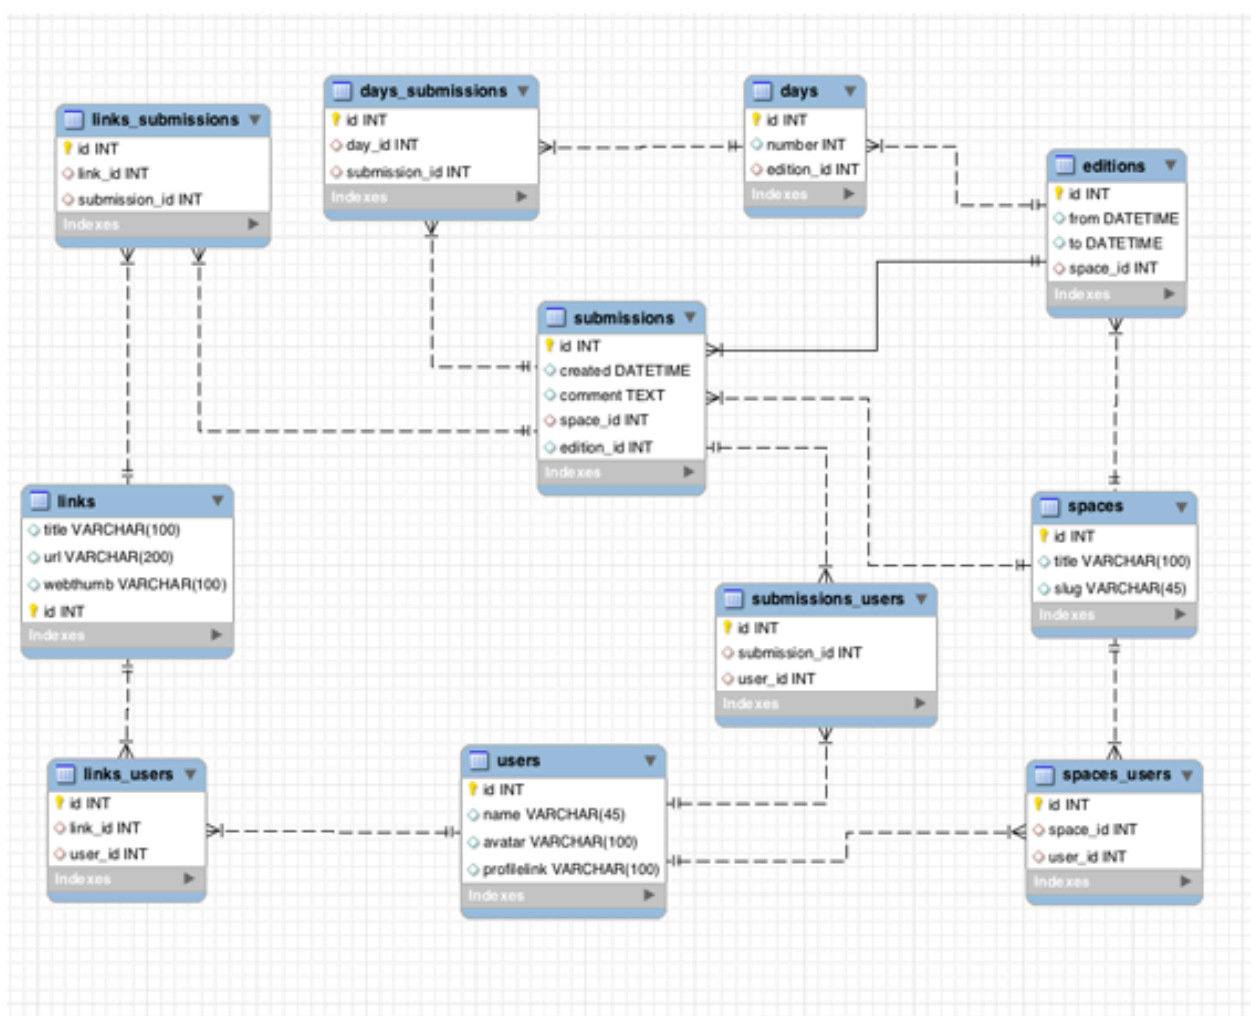 days_submissions
id INT
day_id INT
submission_id INT
Indexes
days
id INT
number INT
edition_id INT
Indexes
links_submissions
id INT
link_id INT
submission_id INT
Indexes
editions
id INT
from DATETIME
to DATETIME
space_id INT
Indexes
submissions
id INT
created DATETIME
comment TEXT
space_id INT
edition_id INT
Indexes
links
title VARCHAR(100)
url VARCHAR(200)
webthumb VARCHAR(100)
id INT
Indexes
spaces
id INT
title VARCHAR(100)
slug VARCHAR(45)
Indexes
submissions_users
id INT
submission_id INT
user_id INT
Indexes
links_users
id INT
link_id INT
user_id INT
Indexes
users
id INT
name VARCHAR(45)
avatar VARCHAR(100)
profilelink VARCHAR(100)
Indexes
spaces_users
id INT
space_id INT
user_id INT
Indexes